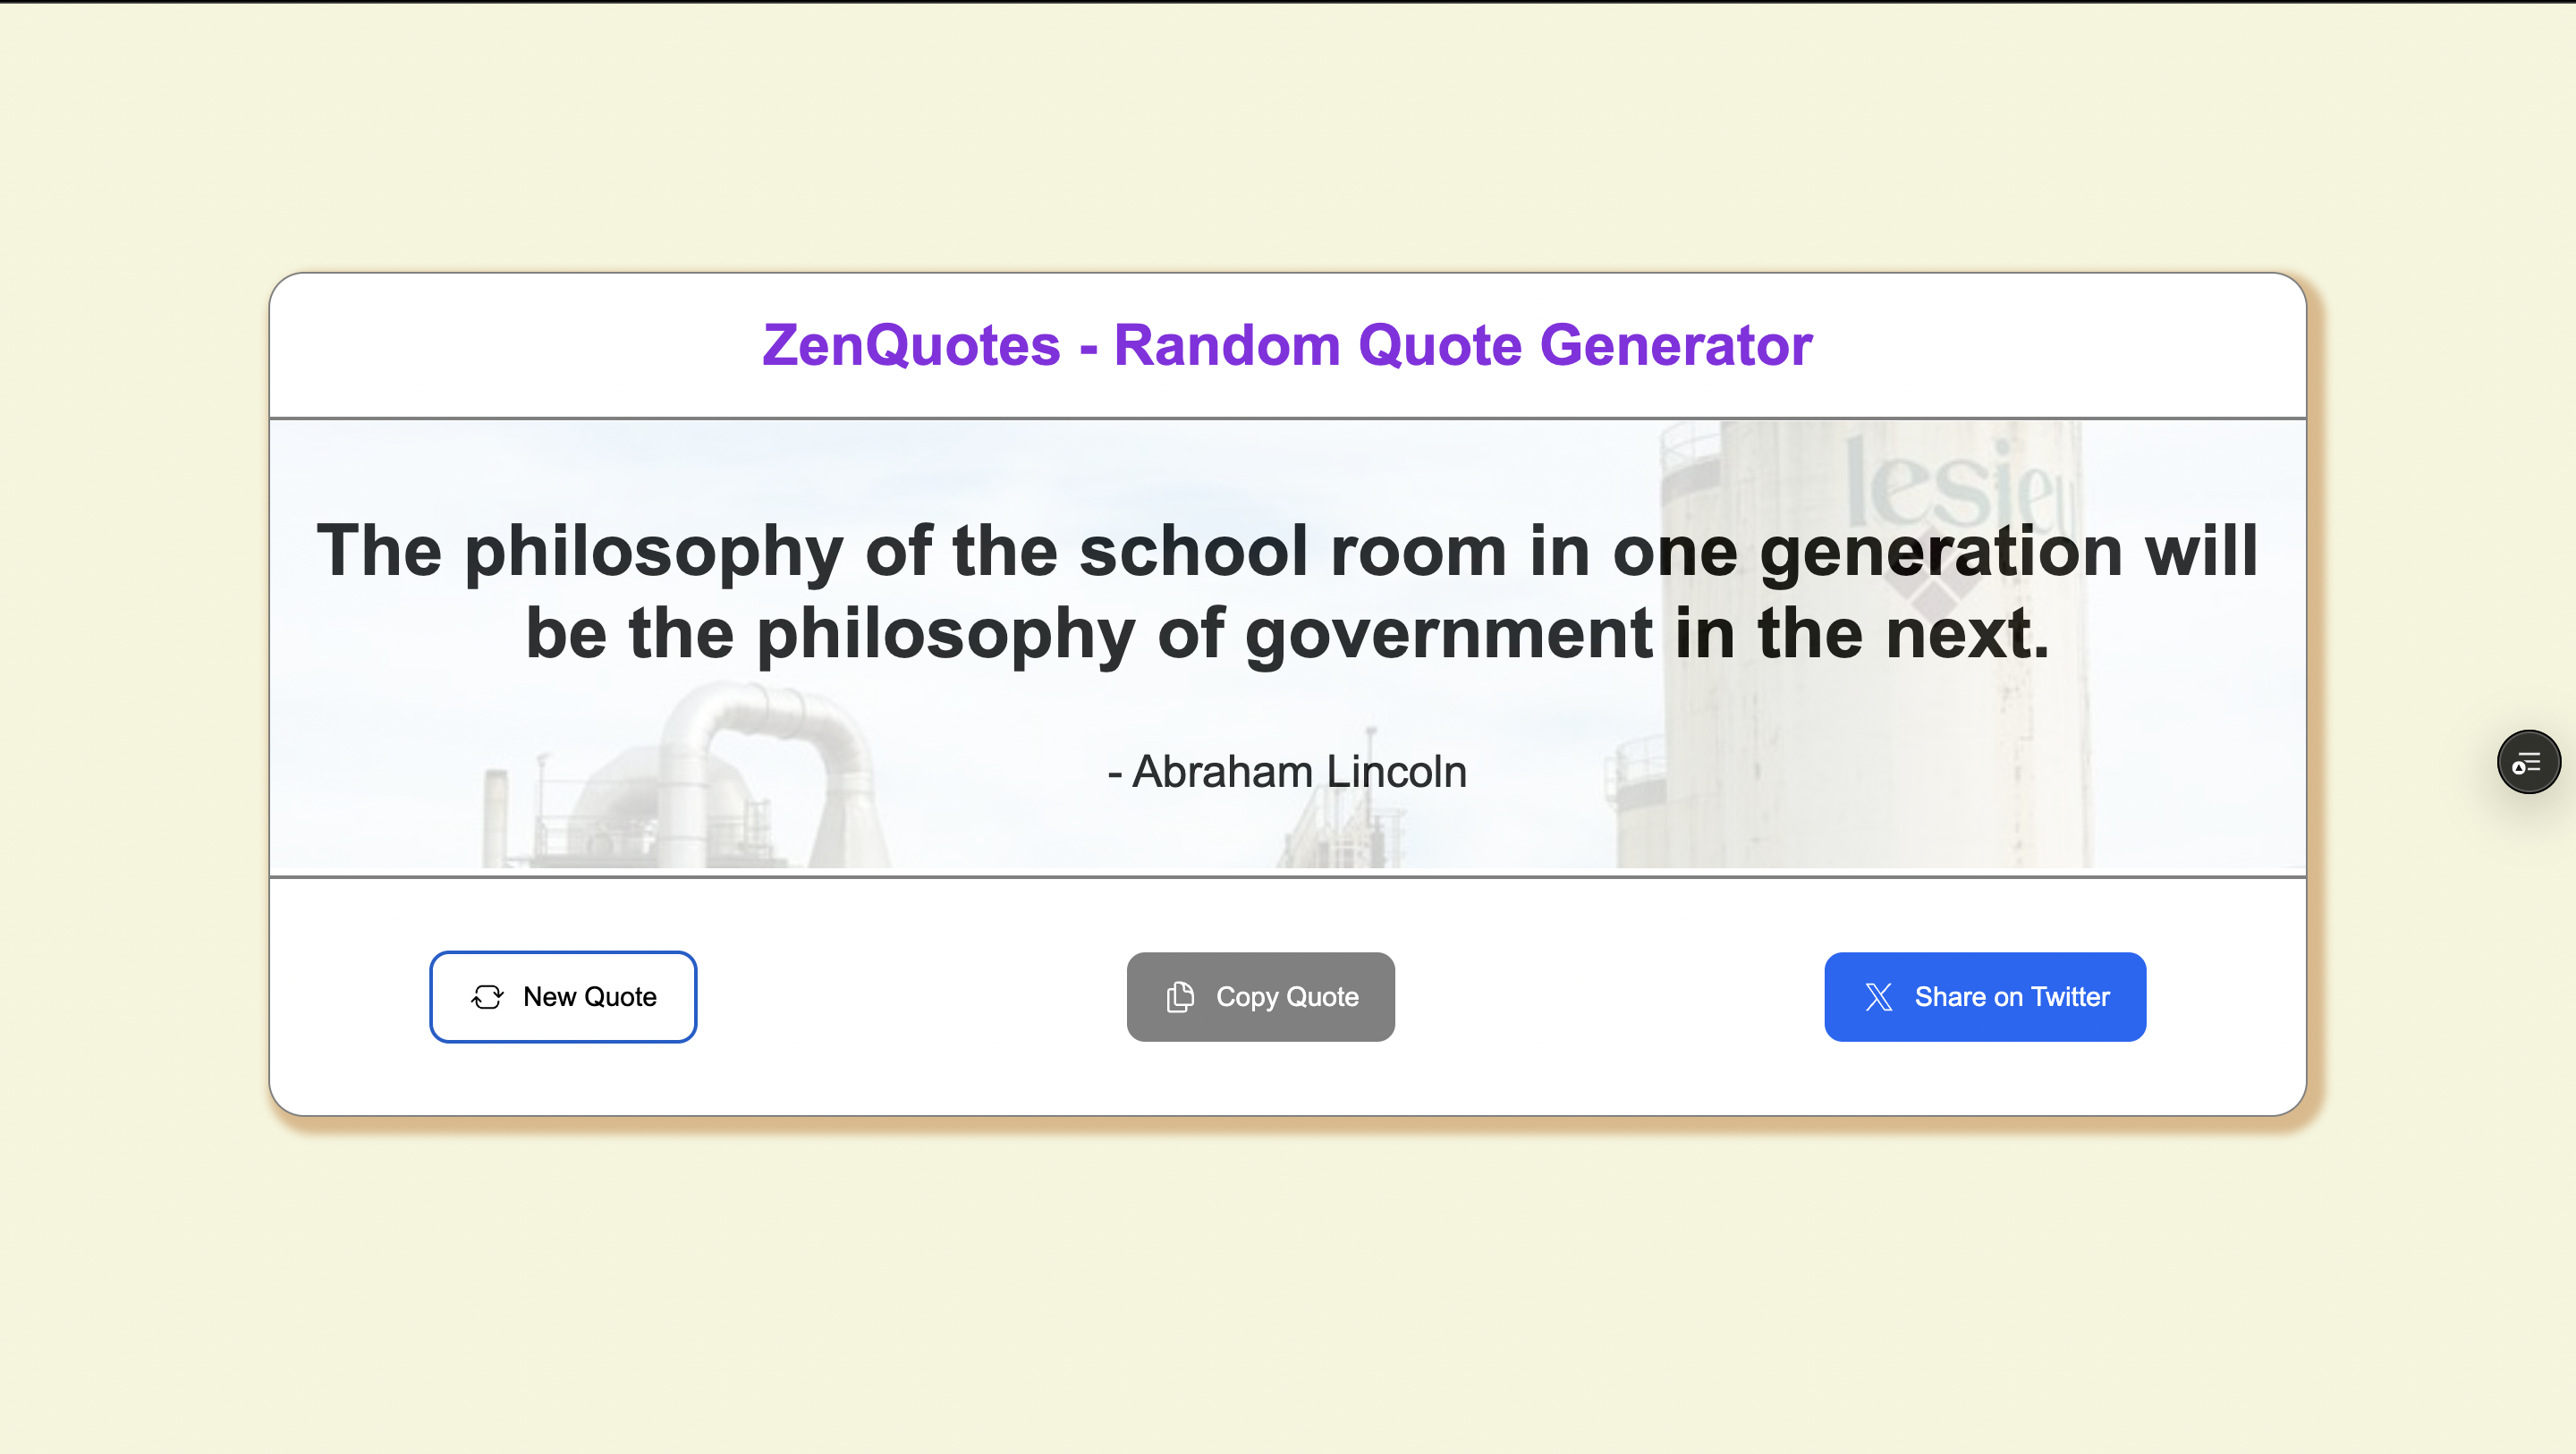 ZenQuotes - Random Quote Generator
lesieu
The philosophy of the school room in one generation will
be the philosophy of government in the next.
- Abraham Lincoln
New Quote
Copy Quote
Share on Twitter